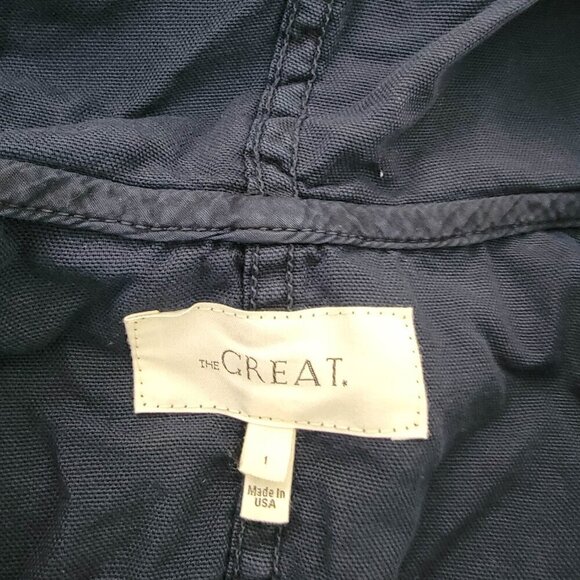 THE GREAT.
1
Made In
USA